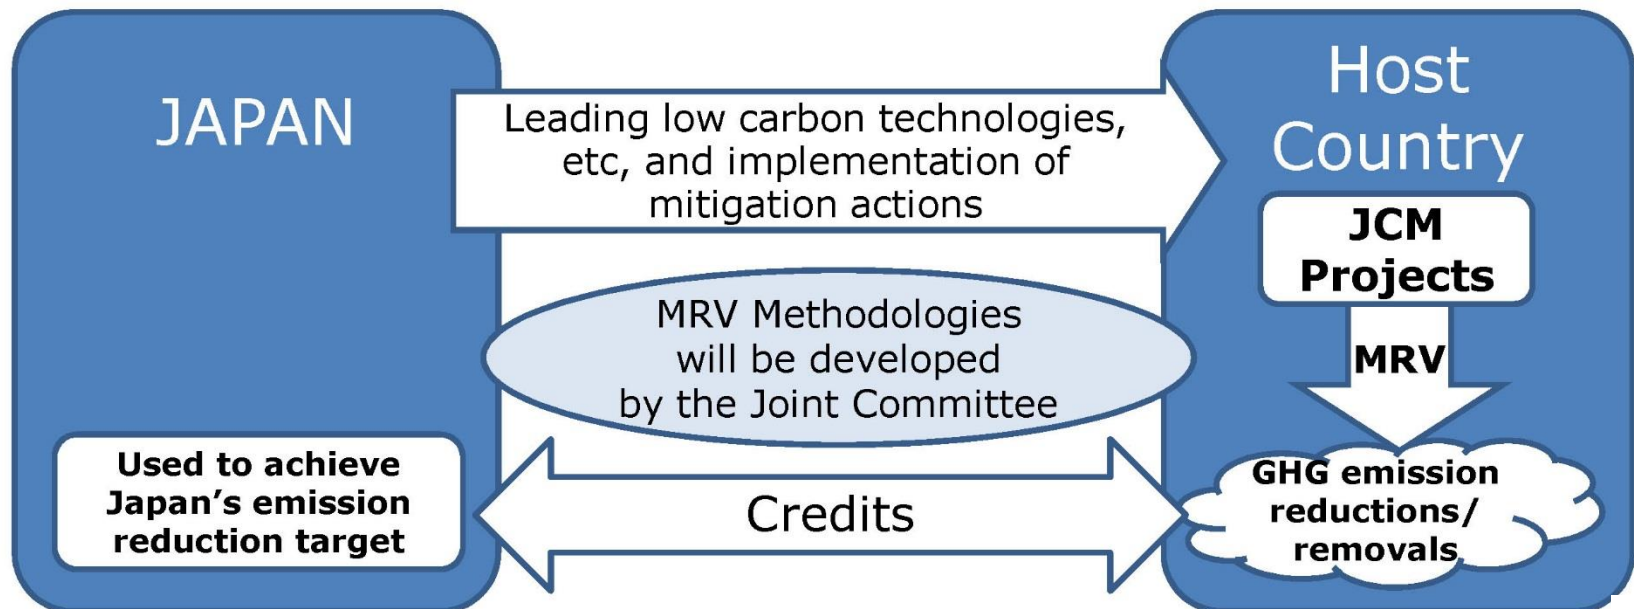 JAPAN
Leading low carbon technologies,
etc, and implementation of
mitigation actions
Host
Country
JCM
Projects
MRV Methodologies
will be developed
by the Joint Committee
MRV
Used to achieve
Japan’s emission
reduction target
Credits
GHG emission
reductions/
removals